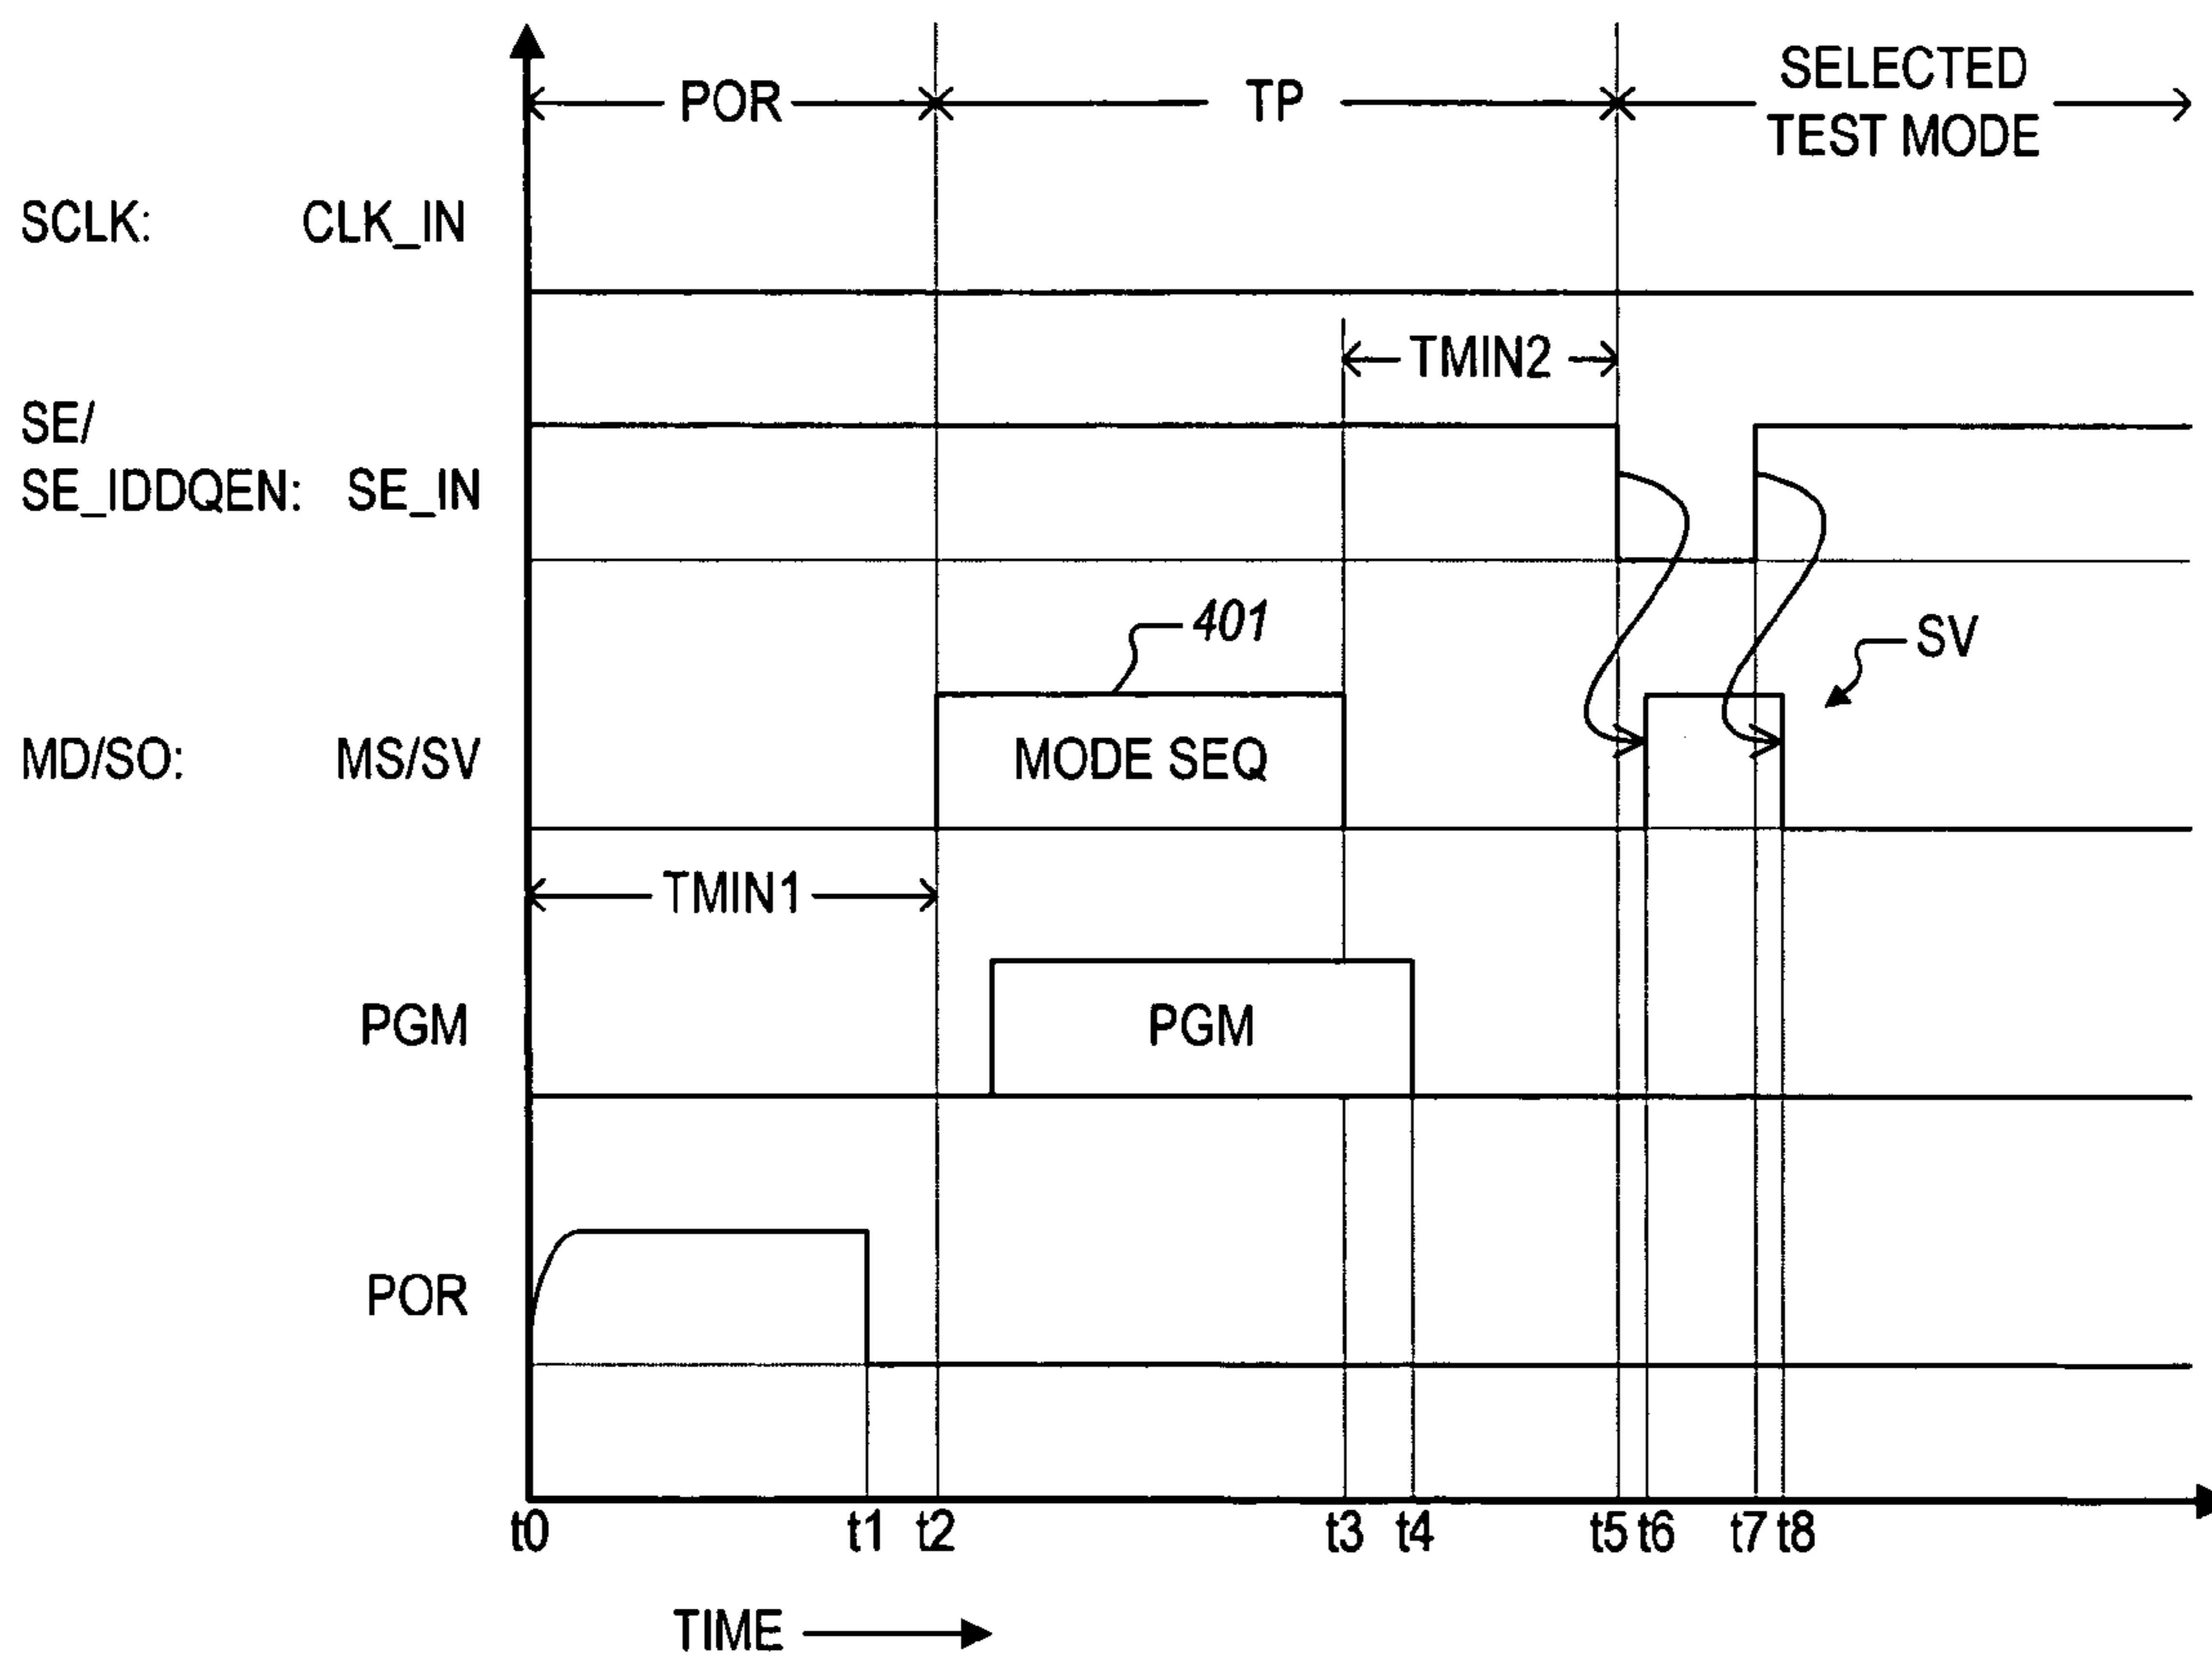 POR TP SELECTED
TEST MODE
SCLK: CLK_IN
TMIN2
SE/
SE_IDDQEN: SE_IN
401
SV
MD/SO: MS/SV MODE SEQ
TMIN1
PGM PGM
POR
t0 t1 t2 t3 t4 t5 t6 t7 t8
TIME